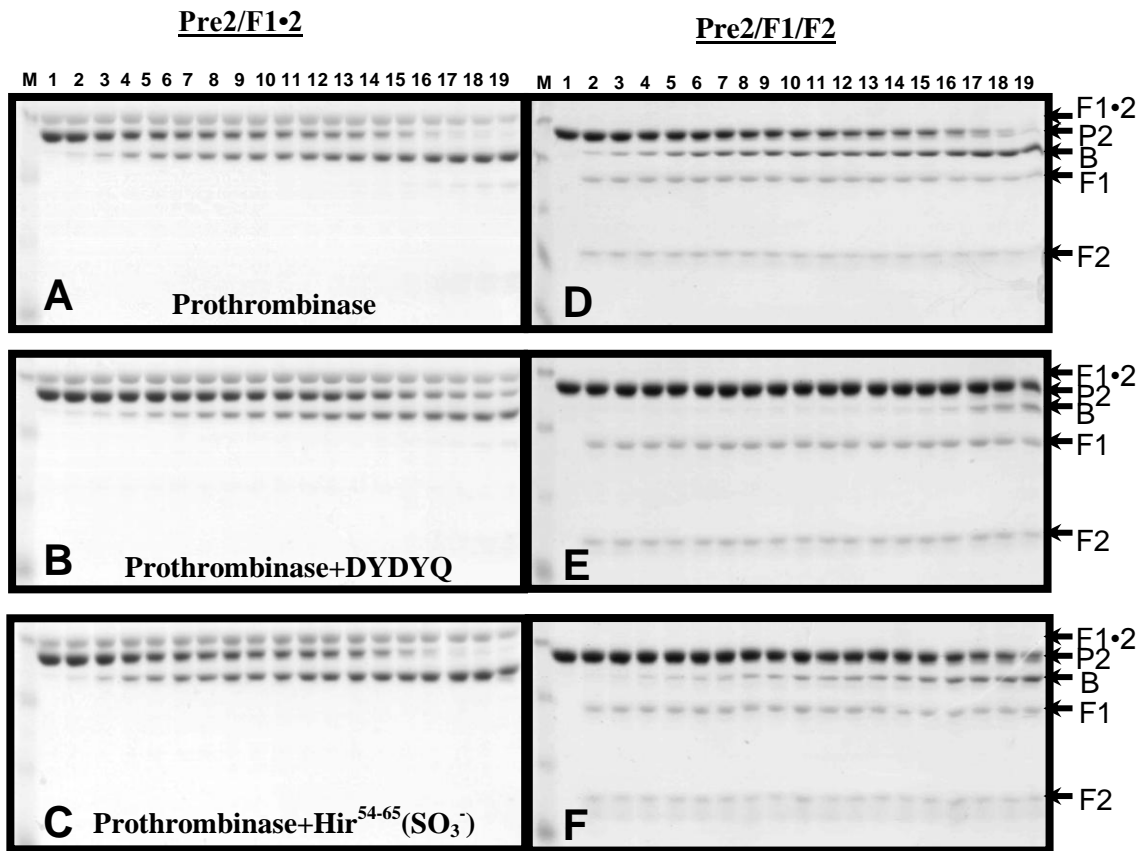 Pre2/F1•2
Pre2/F1/F2
M 1 2 3 4 5 6 7 8 9 10 11 12 13 14 15 16 17 18 19
M 1 2 3 4 5 6 7 8 9 10 11 12 13 14 15 16 17 18 19
A
Prothrombinase
D
F1•2
P2
B
F1
F2
B
Prothrombinase+DYDYQ
E
F1•2
P2
B
F1
F2
C
Prothrombinase+Hir⁵⁴⁻⁶⁵(SO₃⁻)
F
F1•2
P2
B
F1
F2